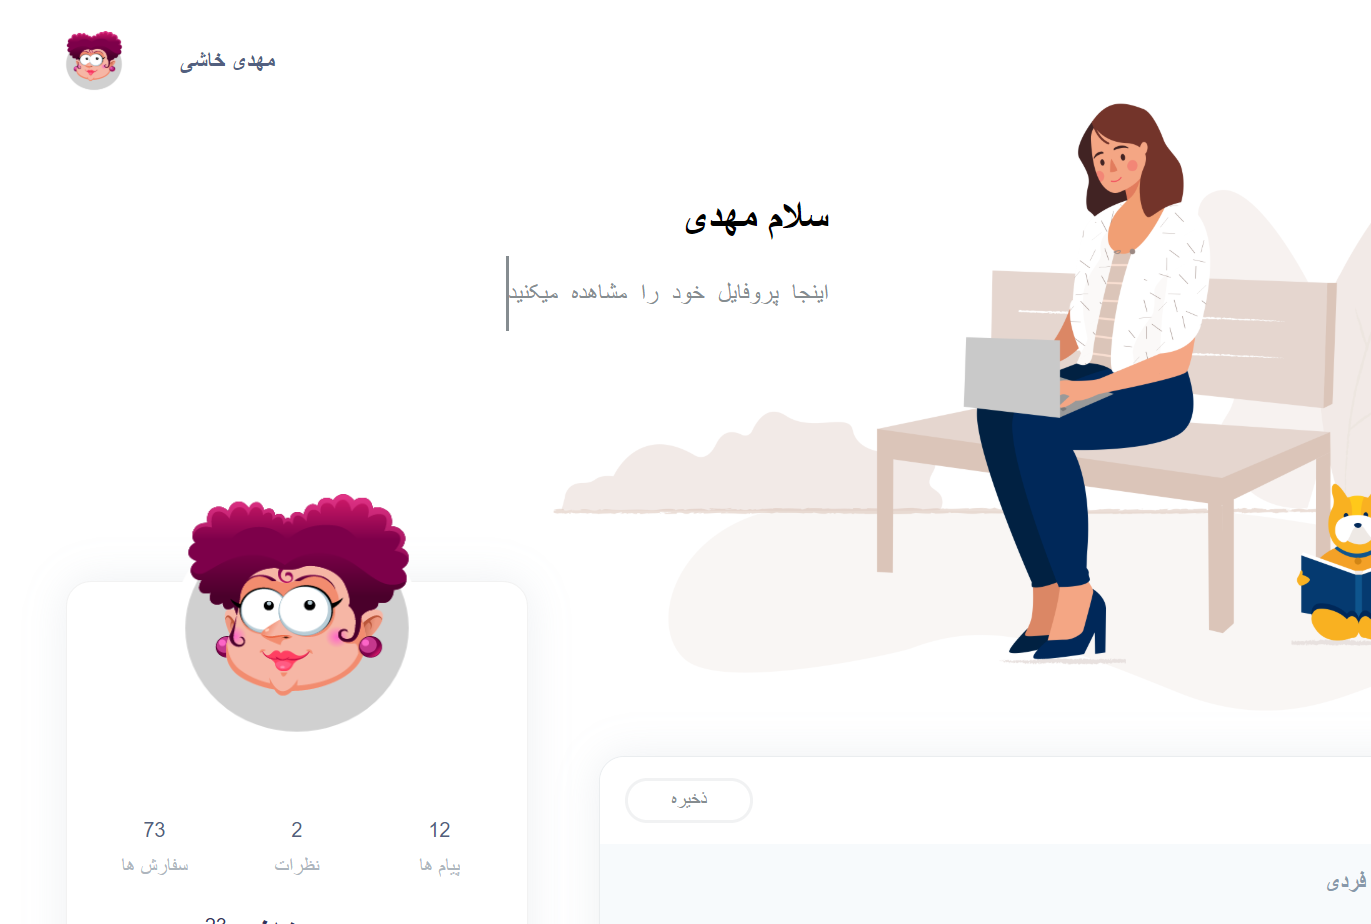 مهدی خاشی
سلام مهدی
اینجا پروفایل خود را مشاهده میکنید
ذخیره
12
پیام ها
2
نظرات
73
سفارش ها
فردی